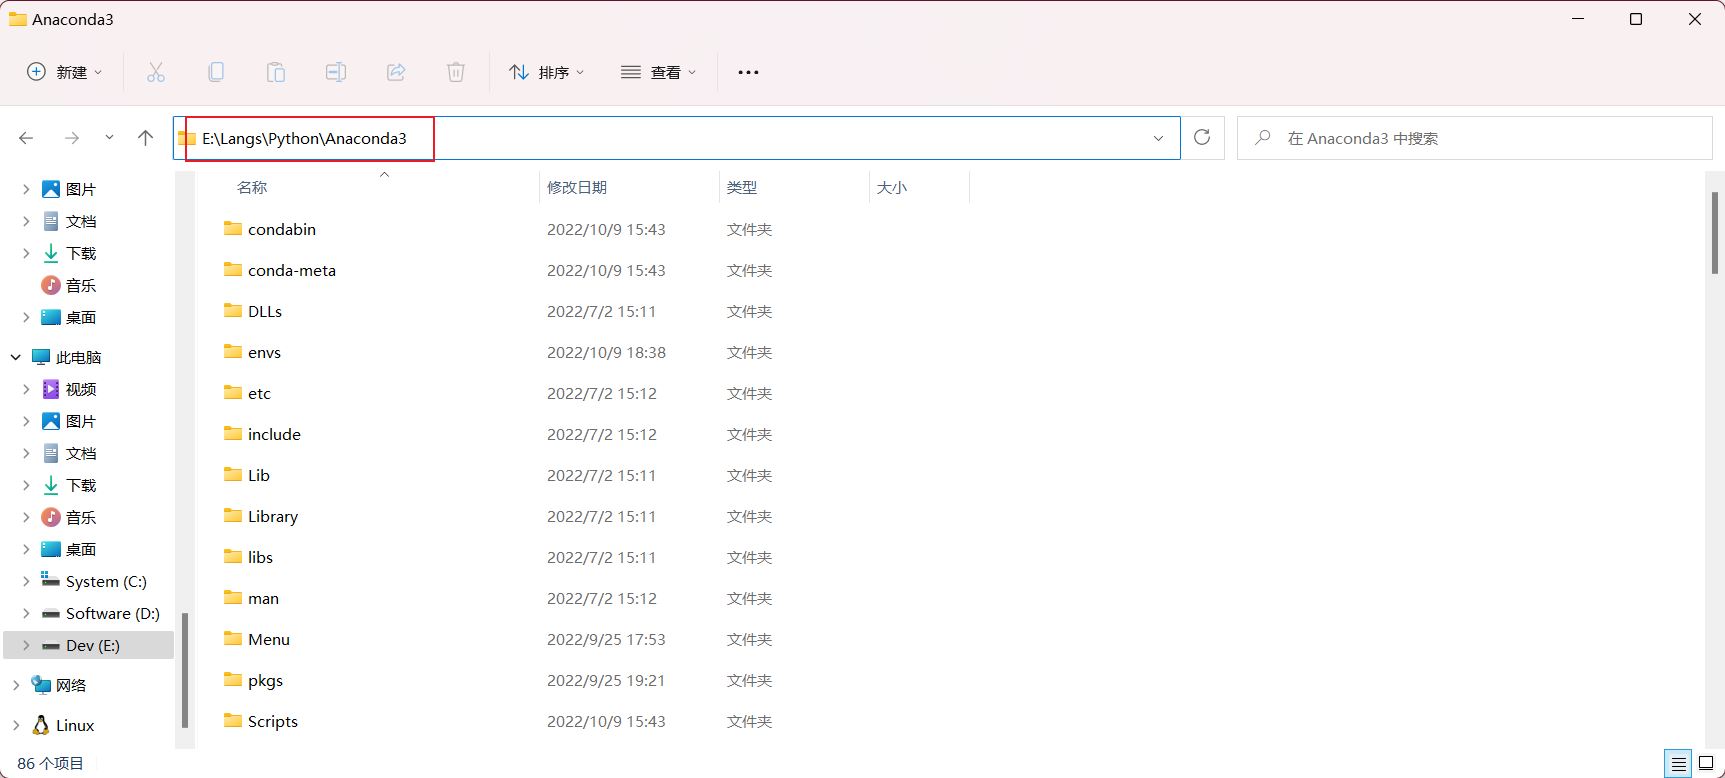 Anaconda3
新建 排序 查看
E:\Langs\Python\Anaconda3 在 Anaconda3 中搜索
图片
文档
下载
音乐
桌面
此电脑
视频
图片
文档
下载
音乐
桌面
System (C:)
Software (D:)
Dev (E:)
网络
Linux
名称 修改日期 类型 大小
condabin 2022/10/9 15:43 文件夹
conda-meta 2022/10/9 15:43 文件夹
DLLs 2022/7/2 15:11 文件夹
envs 2022/10/9 18:38 文件夹
etc 2022/7/2 15:12 文件夹
include 2022/7/2 15:12 文件夹
Lib 2022/7/2 15:11 文件夹
Library 2022/7/2 15:11 文件夹
libs 2022/7/2 15:11 文件夹
man 2022/7/2 15:12 文件夹
Menu 2022/9/25 17:53 文件夹
pkgs 2022/9/25 19:21 文件夹
Scripts 2022/10/9 15:43 文件夹
86 个项目